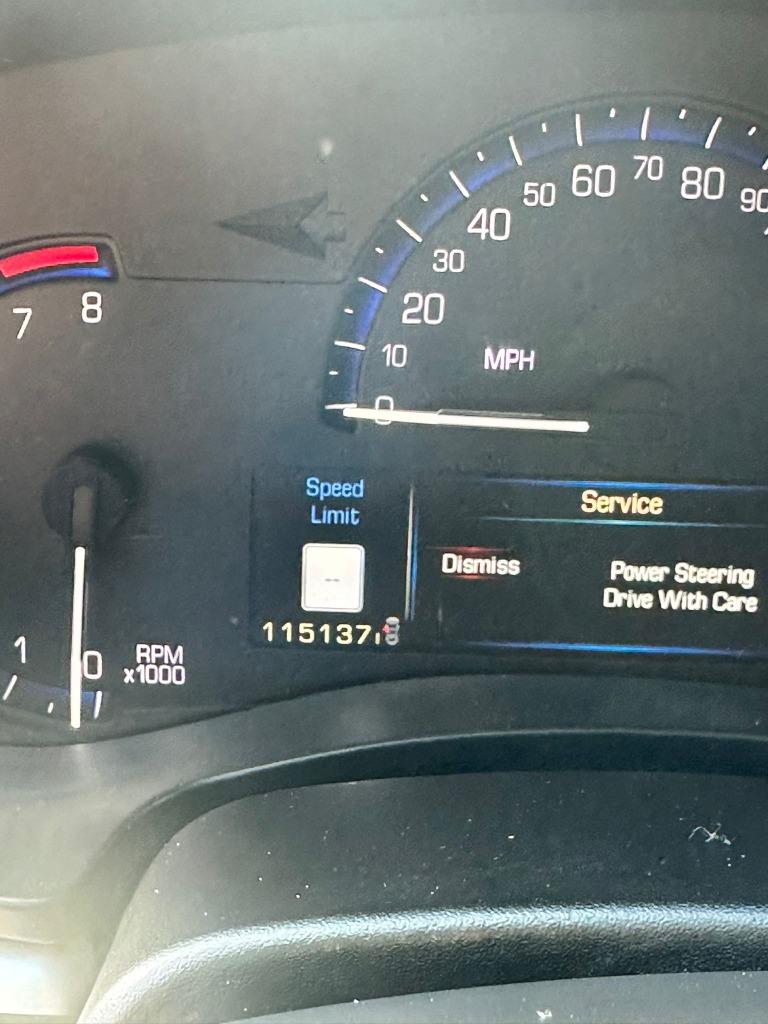 7 8
0 10 20 30 40 50 60 70 80 90
MPH
Speed
Limit
--
115137
Service
Dismiss
Power Steering
Drive With Care
1 0
RPM
x1000